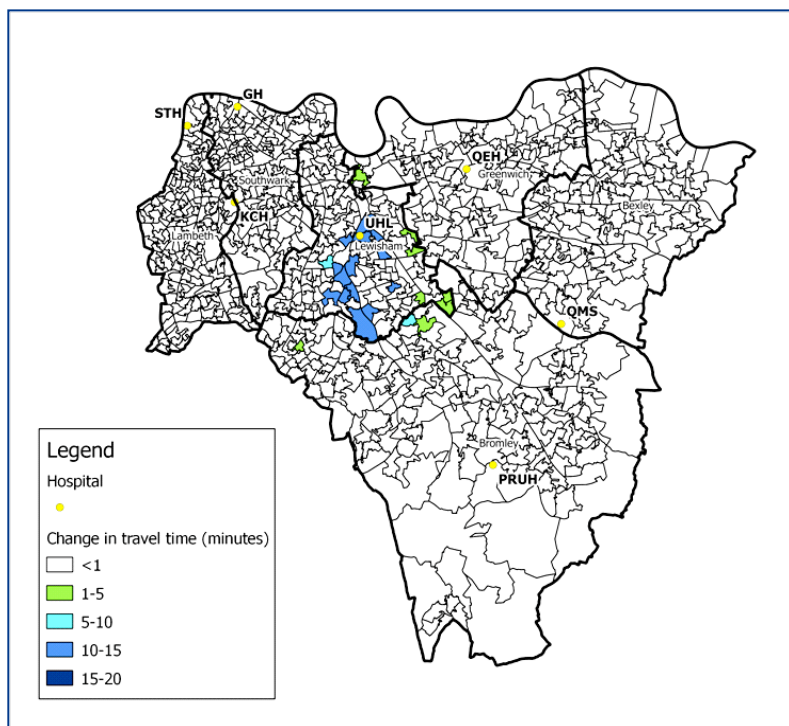 GH
STH
QEH
Greenwich
Southwark
Bexley
KCH
UHL
Lambeth
Lewisham
QMS
Bromley
PRUH
Legend
Hospital
Change in travel time (minutes)
<1
1-5
5-10
10-15
15-20